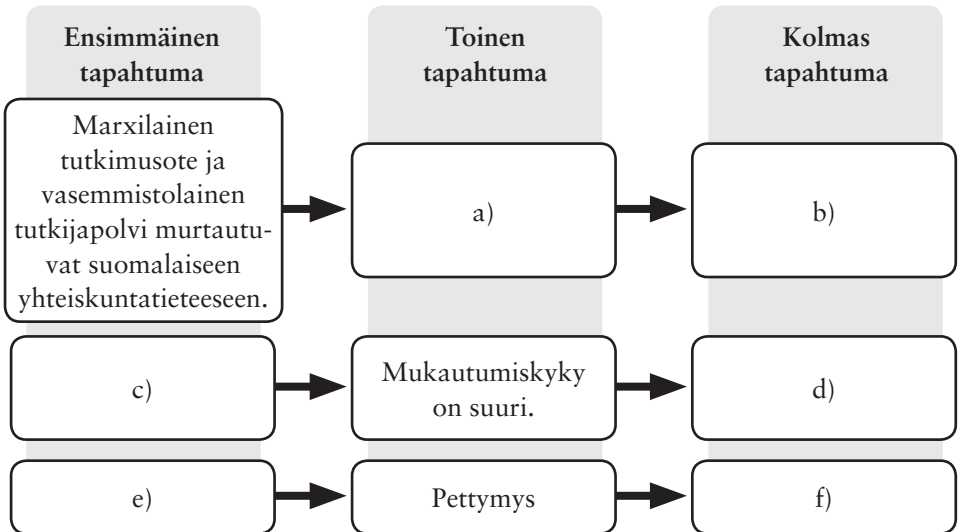 Ensimmäinen
tapahtuma
Toinen
tapahtuma
Kolmas
tapahtuma
Marxilainen
tutkimusote ja
vasemmistolainen
tutkijapolvi murtautu-
vat suomalaiseen
yhteiskuntatieteeseen.
a)
b)
c)
Mukautumiskyky
on suuri.
d)
e)
Pettymys
f)